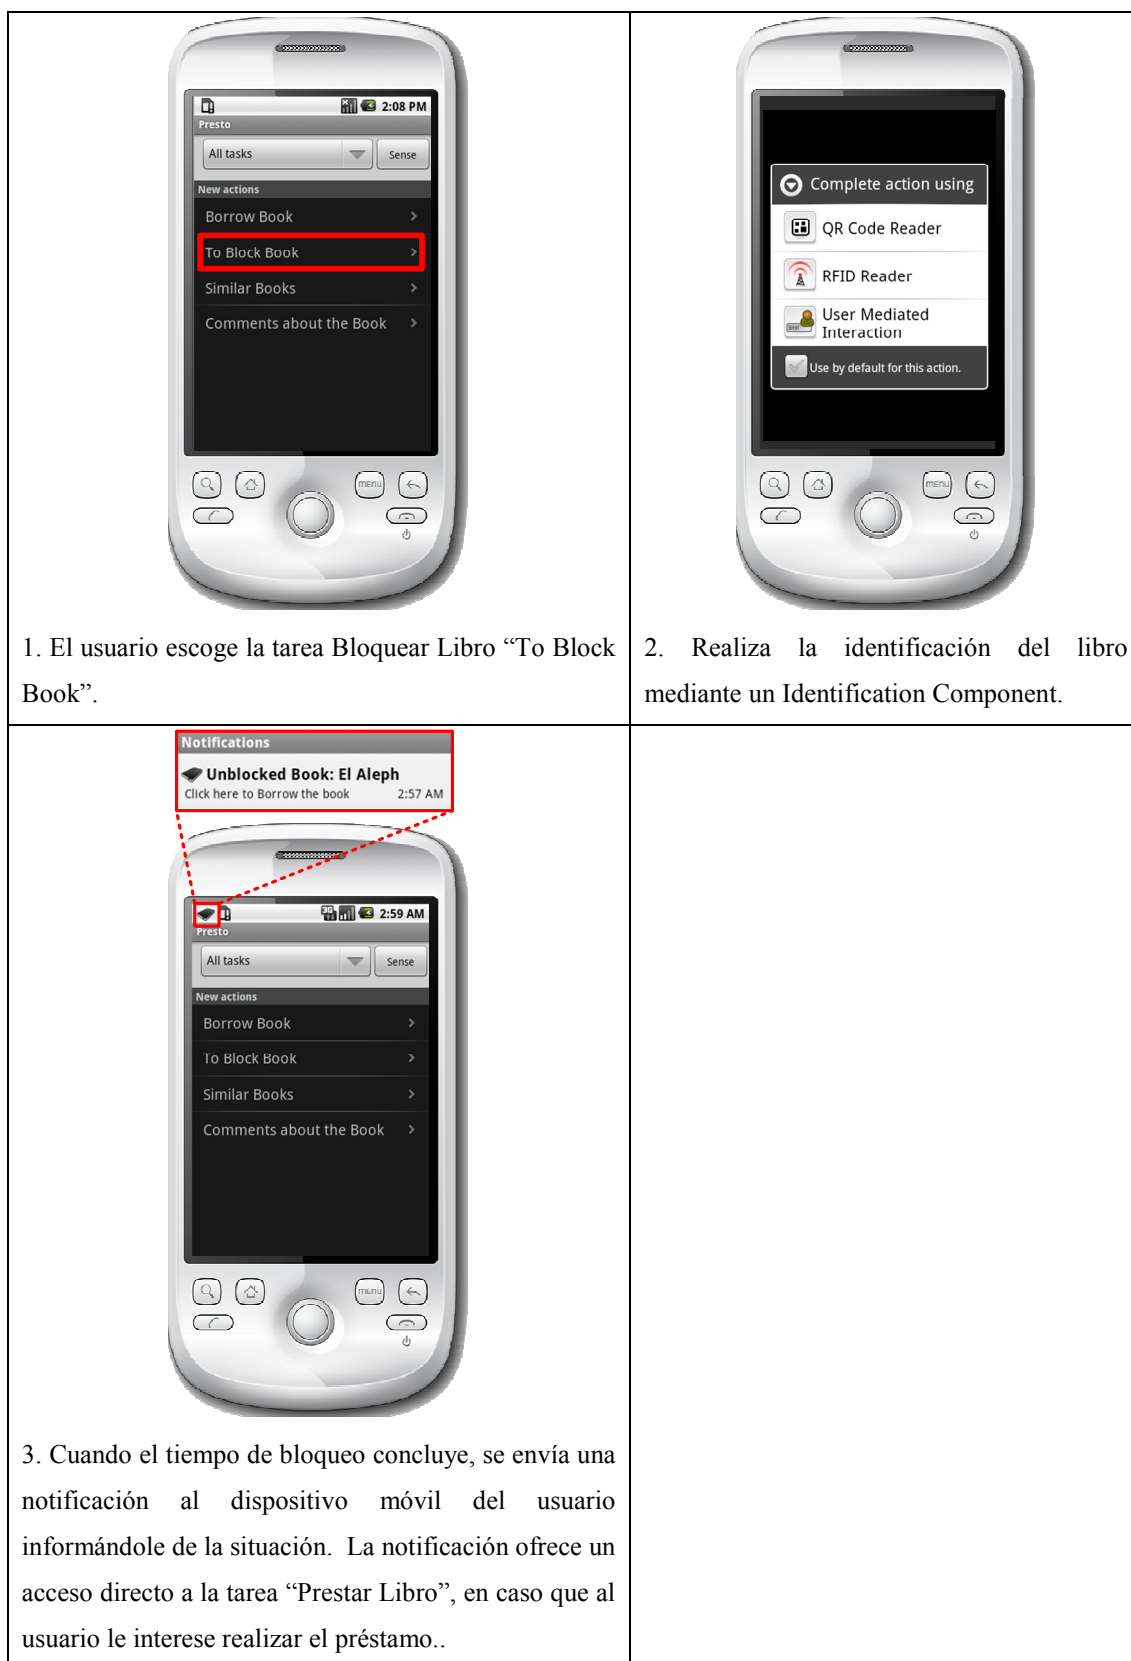 2:08 PM
Presto
All tasks
Sense
New actions
Borrow Book
To Block Book
Similar Books
Comments about the Book
MENU
1. El usuario escoge la tarea Bloquear Libro “To Block
Book”.
Complete action using
QR Code Reader
RFID Reader
User Mediated
Interaction
Use by default for this action.
MENU
2. Realiza la identificación del libro
mediante un Identification Component.
Notifications
Unblocked Book: El Aleph
Click here to Borrow the book 2:57 AM
3G
2:59 AM
Presto
All tasks
Sense
New actions
Borrow Book
To Block Book
Similar Books
Comments about the Book
MENU
3. Cuando el tiempo de bloqueo concluye, se envía una
notificación al dispositivo móvil del usuario
informándole de la situación. La notificación ofrece un
acceso directo a la tarea “Prestar Libro”, en caso que al
usuario le interese realizar el préstamo..